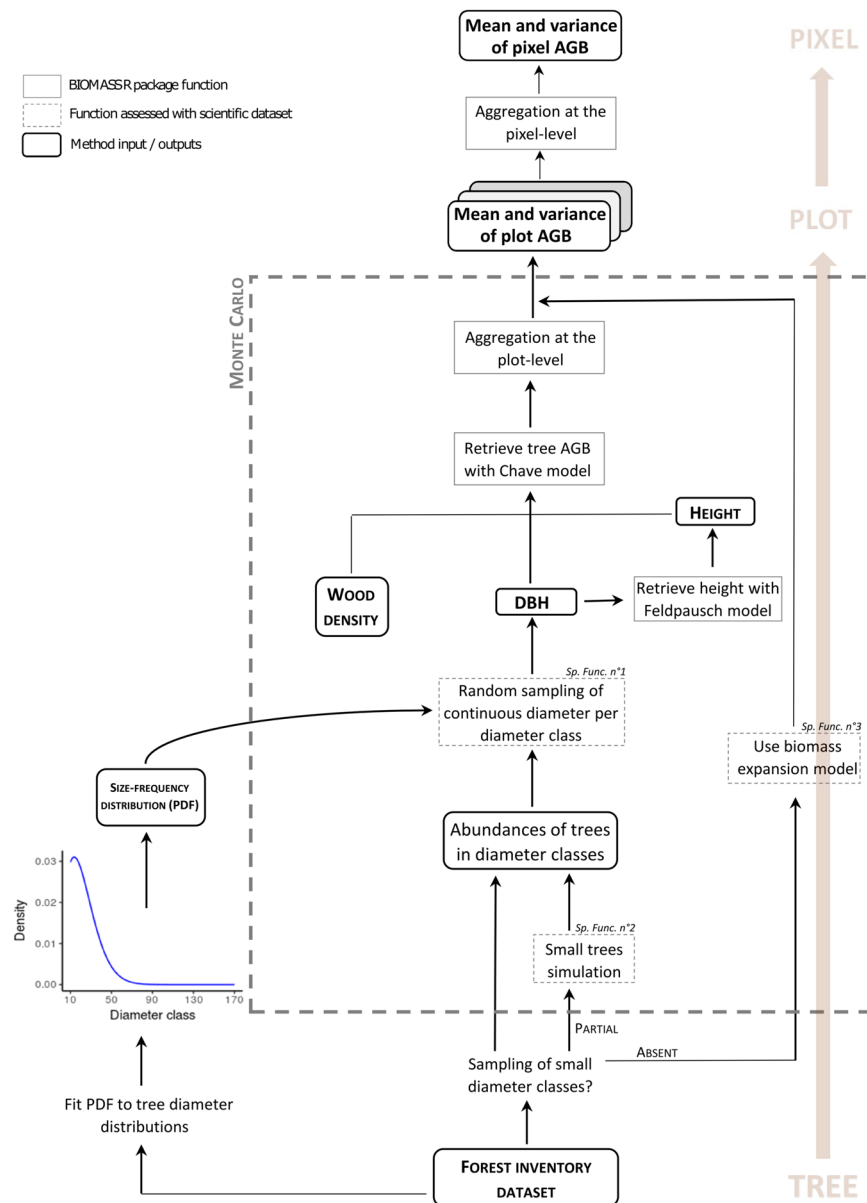 Mean and variance
of pixel AGB
PIXEL
BIOMASSR package function
Function assessed with scientific dataset
Method input / outputs
Aggregation at the
pixel-level
Mean and variance
of plot AGB
PLOT
MONTE CARLO
Aggregation at the
plot-level
Retrieve tree AGB
with Chave model
HEIGHT
WOOD
DENSITY
DBH
Retrieve height with
Feldpausch model
Sp. Func. n°1
Random sampling of
continuous diameter per
diameter class
Sp. Func. n°3
Use biomass
expansion model
SIZE-FREQUENCY
DISTRIBUTION (PDF)
Abundances of trees
in diameter classes
0.03
0.02
0.01
0.00
Density
10 50 90 130 170
Diameter class
Sp. Func. n°2
Small trees
simulation
PARTIAL
ABSENT
Sampling of small
diameter classes?
Fit PDF to tree diameter
distributions
FOREST INVENTORY
DATASET
TREE